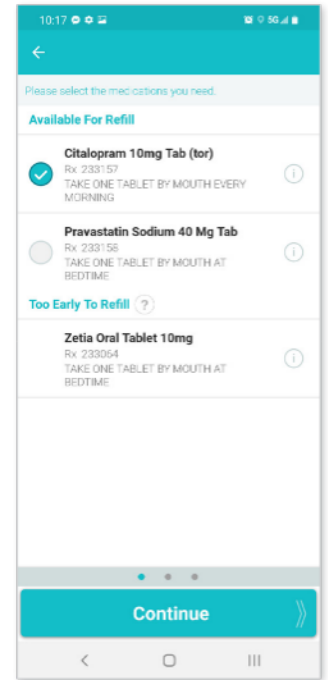 10:17
5G
Please select the medications you need.
Available For Refill
Citalopram 10mg Tab (tor)
Rx: 233157
TAKE ONE TABLET BY MOUTH EVERY
MORNING
Pravastatin Sodium 40 Mg Tab
Rx: 233156
TAKE ONE TABLET BY MOUTH AT
BEDTIME
Too Early To Refill ?
Zetia Oral Tablet 10mg
Rx: 233064
TAKE ONE TABLET BY MOUTH AT
BEDTIME
Continue